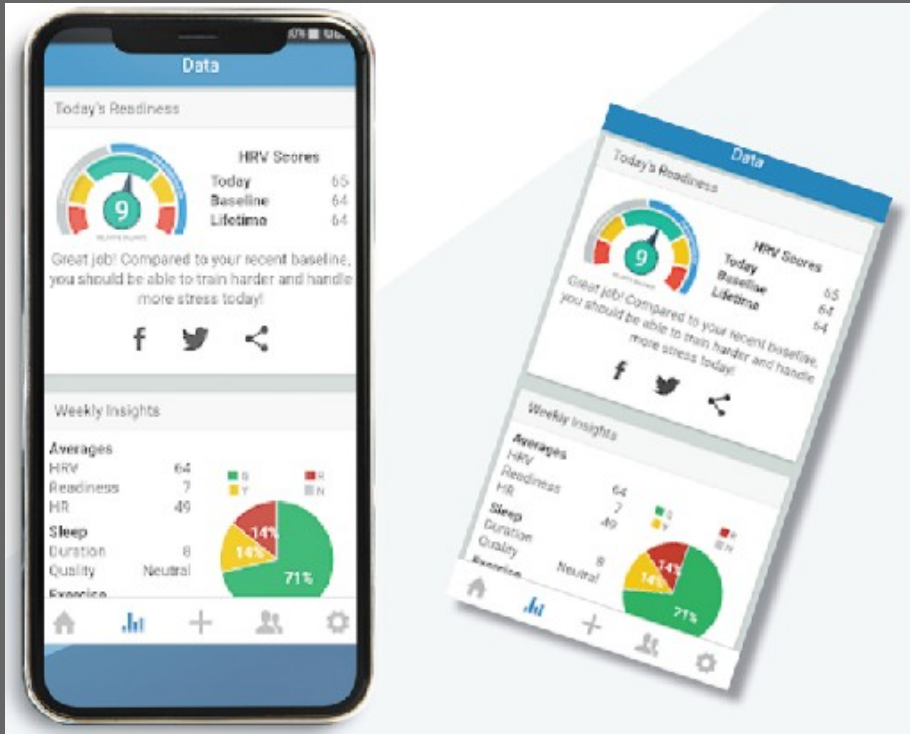 Data
Today's Readiness
HRV Scores
Today 65
Baseline 64
Lifetime 64
9
Great job! Compared to your recent baseline,
you should be able to train harder and handle
more stress today!
Weekly Insights
Averages
HRV 64
Readiness 7
HR 49
G R
Y N
Sleep
Duration 8
Quality Neutral
14%
14%
71%
Exercise
Data
Today's Readiness
HRV Scores
Today 65
Baseline 64
Lifetime 64
9
Great job! Compared to your recent baseline,
you should be able to train harder and handle
more stress today!
Weekly Insights
Averages
HRV 64
Readiness 7
HR 49
G R
Y N
Sleep
Duration 8
Quality Neutral
14%
14%
71%
Exercise